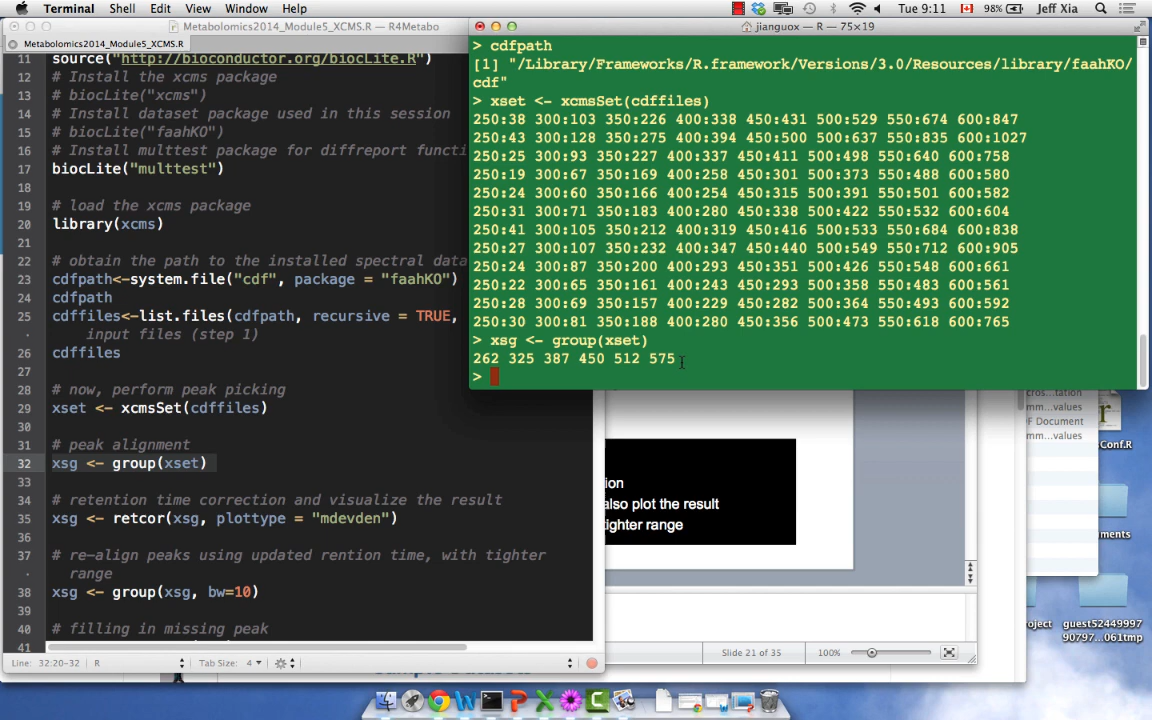 Terminal Shell Edit View Window Help
Tue 9:11 98% Jeff Xia
Metabolomics2014_Module5_XCMS.R — R4Metabo
Metabolomics2014_Module5_XCMS.R
11 source("http://bioconductor.org/biocLite.R")
12 # Install the xcms package
13 # biocLite("xcms")
14 # Install dataset package used in this session
15 # biocLite("faahKO")
16 # Install multtest package for diffreport functi
17 biocLite("multtest")
18
19 # load the xcms package
20 library(xcms)
21
22 # obtain the path to the installed spectral data
23 cdfpath<-system.file("cdf", package = "faahKO")
24 cdfpath
25 cdffiles<-list.files(cdfpath, recursive = TRUE,
input files (step 1)
26 cdffiles
27
28 # now, perform peak picking
29 xset <- xcmsSet(cdffiles)
30
31 # peak alignment
32 xsg <- group(xset)
33
34 # retention time correction and visualize the result
35 xsg <- retcor(xsg, plottype = "mdevden")
36
37 # re-align peaks using updated rention time, with tighter
range
38 xsg <- group(xsg, bw=10)
39
40 # filling in missing peak
41
Line: 32:20-32 R Tab Size: 4
jianguox — R — 75×19
> cdfpath
[1] "/Library/Frameworks/R.framework/Versions/3.0/Resources/library/faahKO/
cdf"
> xset <- xcmsSet(cdffiles)
250:38 300:103 350:226 400:338 450:431 500:529 550:674 600:847
250:43 300:128 350:275 400:394 450:500 500:637 550:835 600:1027
250:25 300:93 350:227 400:337 450:411 500:498 550:640 600:758
250:19 300:67 350:169 400:258 450:301 500:373 550:488 600:580
250:24 300:60 350:166 400:254 450:315 500:391 550:501 600:582
250:31 300:71 350:183 400:280 450:338 500:422 550:532 600:604
250:41 300:105 350:212 400:319 450:416 500:533 550:684 600:838
250:27 300:107 350:232 400:347 450:440 500:549 550:712 600:905
250:24 300:87 350:200 400:293 450:351 500:426 550:548 600:661
250:22 300:65 350:161 400:243 450:293 500:358 550:483 600:561
250:28 300:69 350:157 400:229 450:282 500:364 550:493 600:592
250:30 300:81 350:188 400:280 450:356 500:473 550:618 600:765
> xsg <- group(xset)
262 325 387 450 512 575
>
ion
also plot the result
tighter range
Slide 21 of 35 100%
cros...tation
mm...values
F Document
mm...values
Conf.R
ments
roject
guest52449997
90797...061tmp